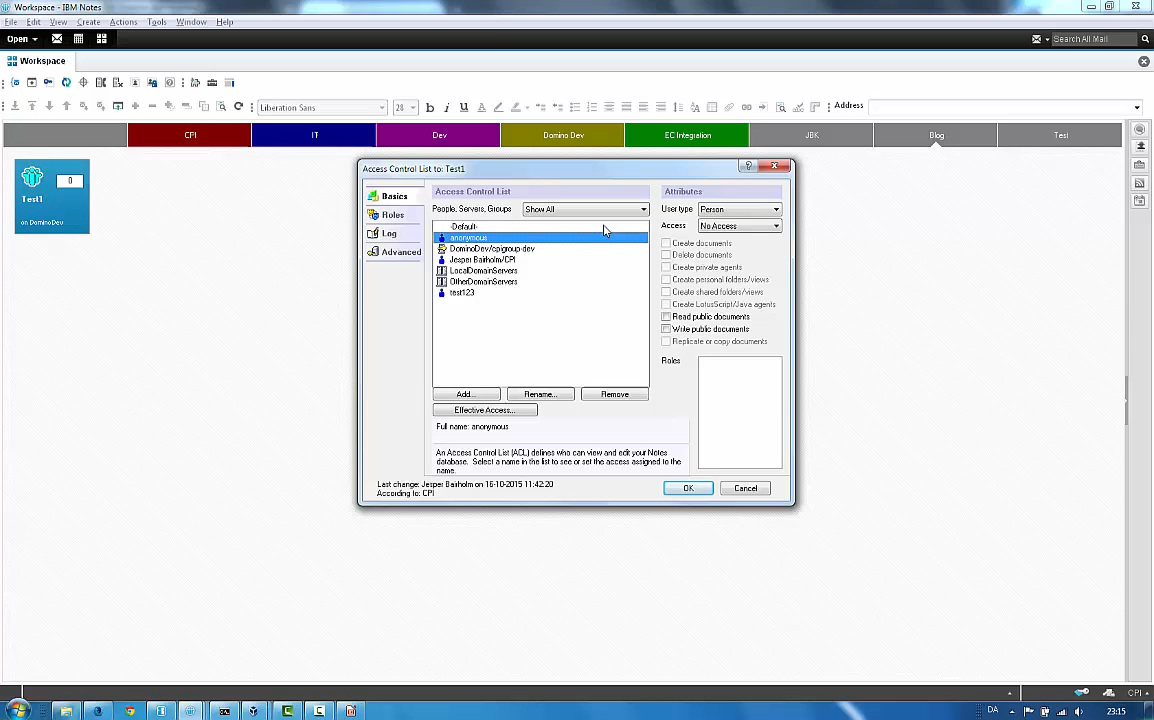 Workspace - IBM Notes
File Edit View Create Actions Tools Window Help
Open Search All Mail
Workspace
Liberation Sans 28 b i U Address
CPI IT Dev Domino Dev EC Integration JBK Blog Test
0
Test1
on DominoDev
Access Control List to: Test1
Basics
Roles
Log
Advanced
Access Control List
People, Servers, Groups Show All
-Default-
anonymous
DominoDev/cpigroup-dev
Jesper Bairholm/CPI
LocalDomainServers
OtherDomainServers
test123
Add... Rename... Remove
Effective Access...
Full name: anonymous
An Access Control List (ACL) defines who can view and edit your Notes
database. Select a name in the list to see or set the access assigned to the
name.
Attributes
User type Person
Access No Access
Create documents
Delete documents
Create private agents
Create personal folders/views
Create shared folders/views
Create LotusScript/Java agents
Read public documents
Write public documents
Replicate or copy documents
Roles
Last change: Jesper Bairholm on 16-10-2015 11:42:20
According to: CPI
OK Cancel
CPI
DA 23:15